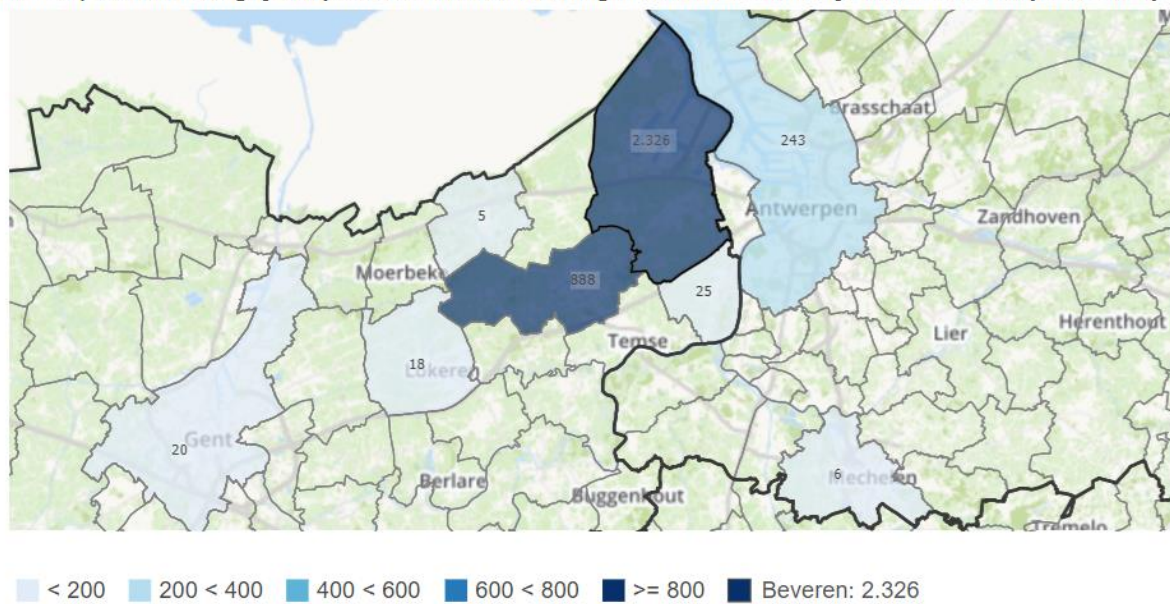 Brasschaat
2.326
243
Antwerpen
Zandhoven
5
Moerbeke
888
25
Herenthout
Lier
Temse
18
Lokeren
Gent
20
Berlare
6
Mechelen
Buggenhout
Tremelo
< 200 200 < 400 400 < 600 600 < 800 >= 800 Beveren: 2.326